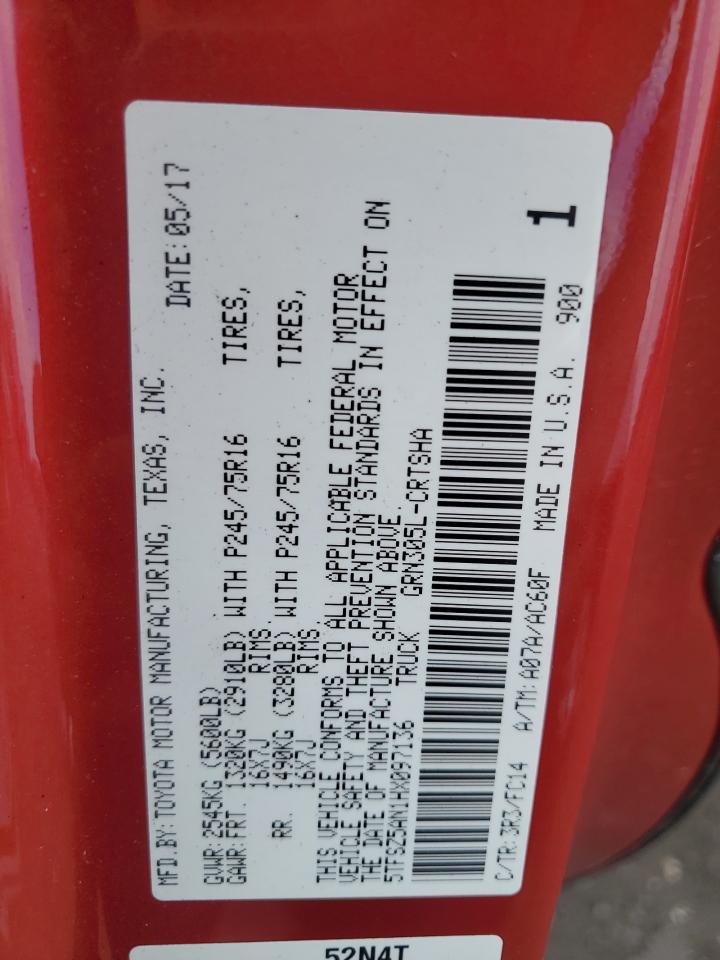 MFD.BY:TOYOTA MOTOR MANUFACTURING, TEXAS, INC.
DATE:05/17
GVWR:2545KG (5600LB)
GAWR:FRT. 1320KG (2910LB) WITH P245/75R16 TIRES,
16X7J RIMS.
RR. 1490KG (3280LB) WITH P245/75R16 TIRES,
16X7J RIMS.
THIS VEHICLE CONFORMS TO ALL APPLICABLE FEDERAL MOTOR
VEHICLE SAFETY AND THEFT PREVENTION STANDARDS IN EFFECT ON
THE DATE OF MANUFACTURE SHOWN ABOVE.
5TFSZ5AN1HX097136 TRUCK GRN305L-CRTSHA
C/TR:3R3/FC14 A/TM:A07A/AC60F MADE IN U.S.A. 900
1
52N4T